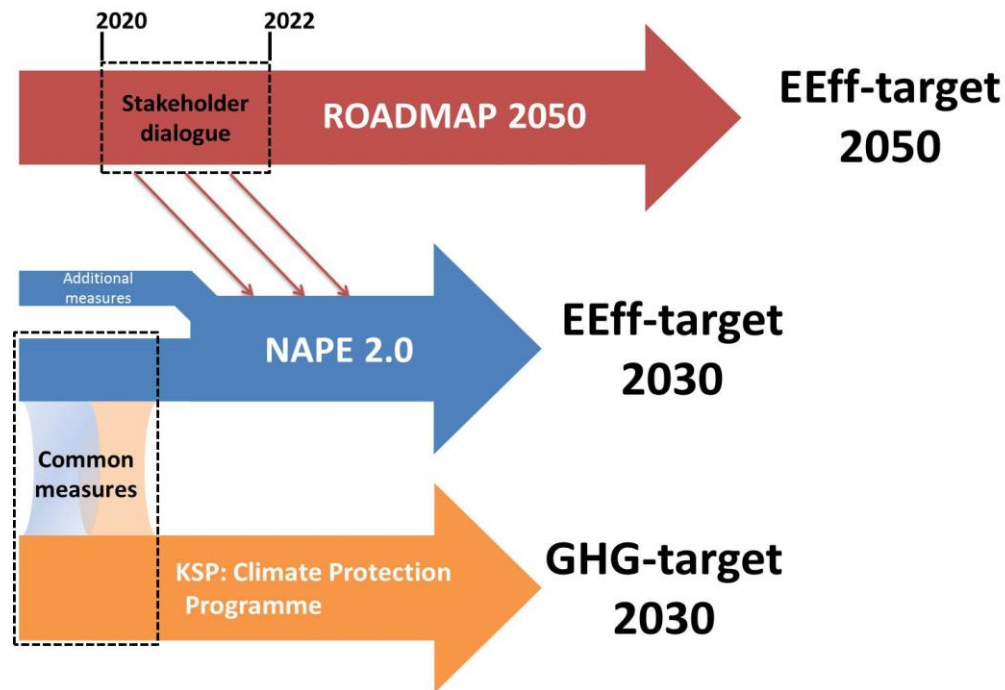 2020
2022
Stakeholder
dialogue
ROADMAP 2050
EEff-target
2050
Additional
measures
NAPE 2.0
EEff-target
2030
Common
measures
KSP: Climate Protection
Programme
GHG-target
2030